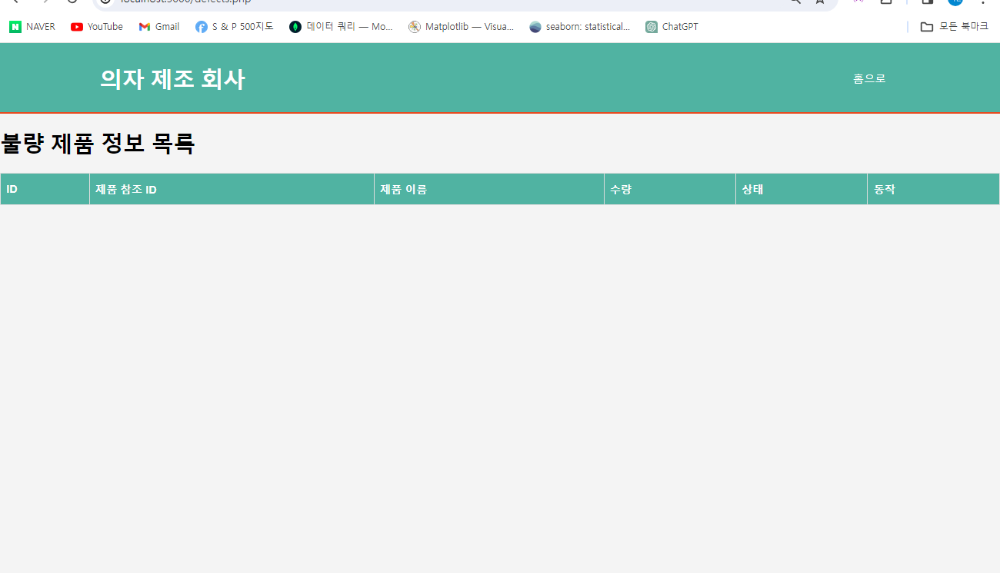 localhost:3000/defects.php
NAVER YouTube Gmail S & P 500지도 데이터 쿼리 — Mo... Matplotlib — Visua... seaborn: statistical... ChatGPT 모든 북마크
의자 제조 회사 홈으로
불량 제품 정보 목록
ID 제품 참조 ID 제품 이름 수량 상태 동작